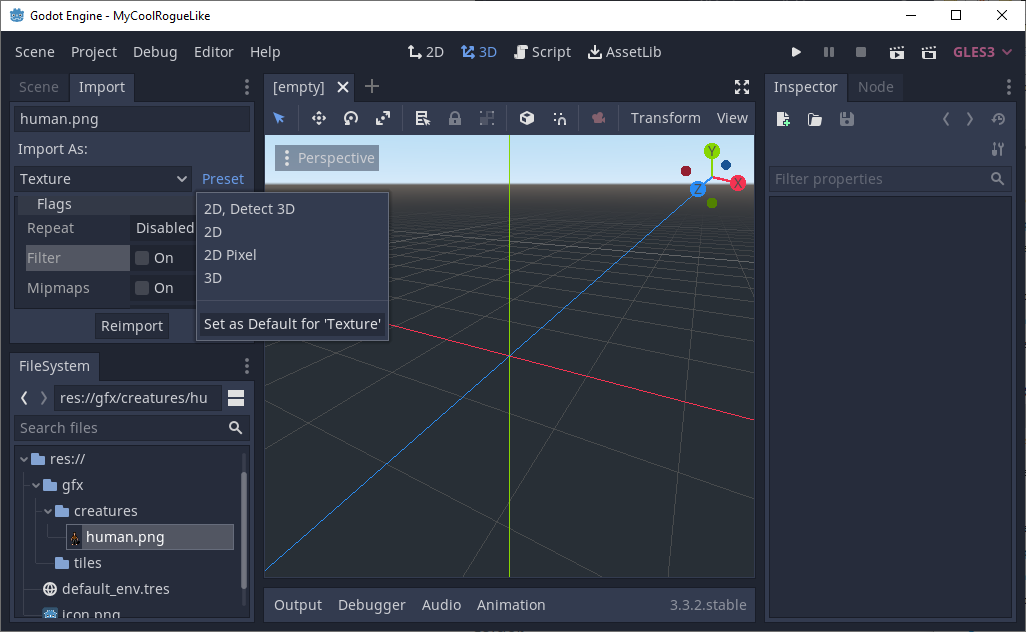 Godot Engine - MyCoolRogueLike
Scene Project Debug Editor Help 2D 3D Script AssetLib GLES3
Scene Import
human.png
Import As:
Texture Preset
Flags
Repeat Disabled
Filter On
Mipmaps On
Reimport
2D, Detect 3D
2D
2D Pixel
3D
Set as Default for 'Texture'
FileSystem
res://gfx/creatures/hu
Search files
res://
gfx
creatures
human.png
tiles
default_env.tres
icon.png
[empty]
Transform View
Perspective
Y
X
Z
Output Debugger Audio Animation 3.3.2.stable
Inspector Node
Filter properties